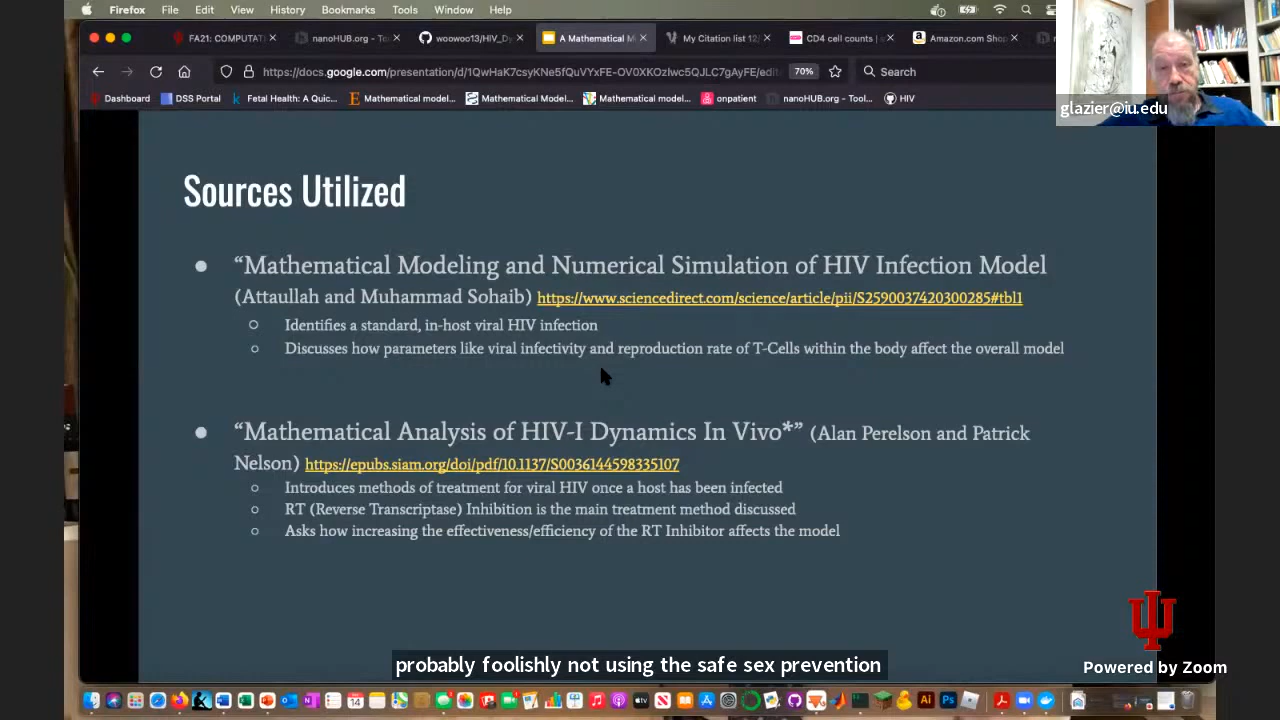 Firefox File Edit View History Bookmarks Tools Window Help
FA21: COMPUTAT nanoHUB.org - To woowoo13/HIV_D A Mathematical M My Citation list 12/ CD4 cell counts | Amazon.com Shop
https://docs.google.com/presentation/d/1QwHaK7csyKNe5fQuVYxFE-OV0XKOzIwc5QJLC7gAyFE/edi 70% Search
Dashboard DSS Portal Fetal Health: A Quic... Mathematical model... Mathematical Model... Mathematical model... onpatient nanoHUB.org - Tool... HIV
glazier@iu.edu
Sources Utilized
● “Mathematical Modeling and Numerical Simulation of HIV Infection Model
(Attaullah and Muhammad Sohaib) https://www.sciencedirect.com/science/article/pii/S2590037420300285#tbl1
○ Identifies a standard, in-host viral HIV infection
○ Discusses how parameters like viral infectivity and reproduction rate of T-Cells within the body affect the overall model
● “Mathematical Analysis of HIV-I Dynamics In Vivo*” (Alan Perelson and Patrick
Nelson) https://epubs.siam.org/doi/pdf/10.1137/S0036144598335107
○ Introduces methods of treatment for viral HIV once a host has been infected
○ RT (Reverse Transcriptase) Inhibition is the main treatment method discussed
○ Asks how increasing the effectiveness/efficiency of the RT Inhibitor affects the model
probably foolishly not using the safe sex prevention
Powered by Zoom